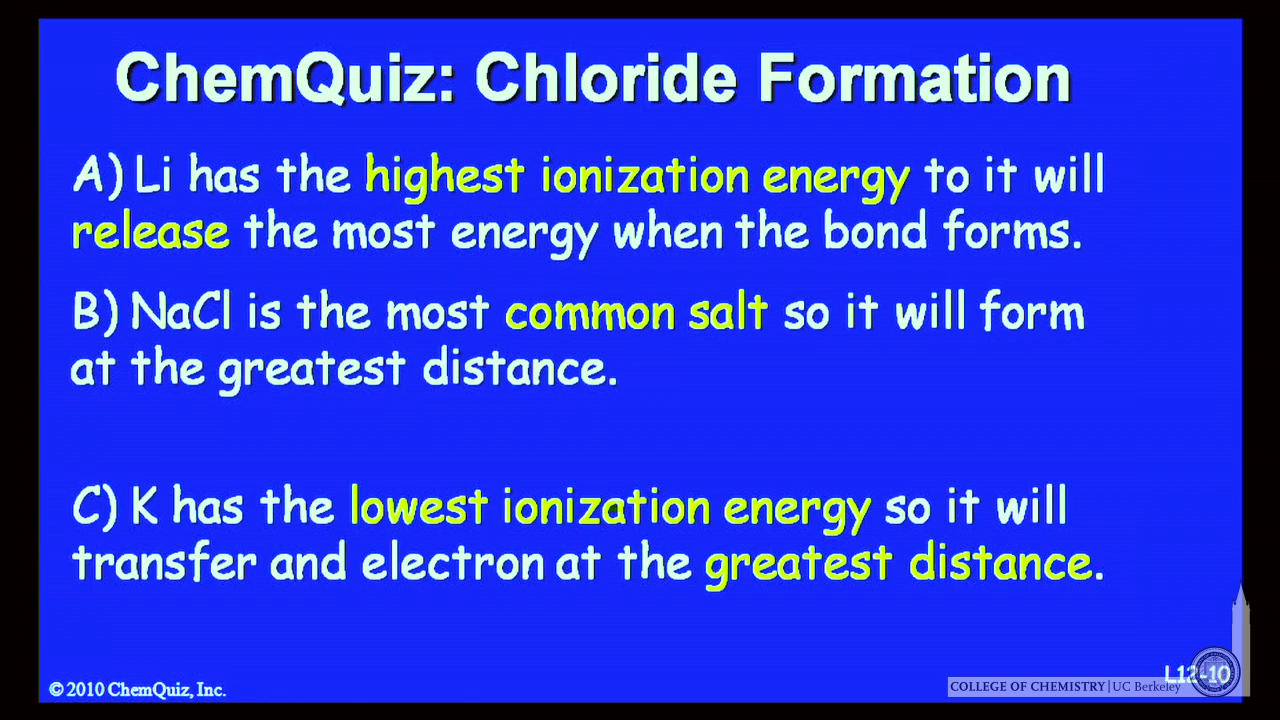 ChemQuiz: Chloride Formation
A) Li has the highest ionization energy to it will
release the most energy when the bond forms.
B) NaCl is the most common salt so it will form
at the greatest distance.
C) K has the lowest ionization energy so it will
transfer and electron at the greatest distance.
L12-10
© 2010 ChemQuiz, Inc.
COLLEGE OF CHEMISTRY | UC Berkeley